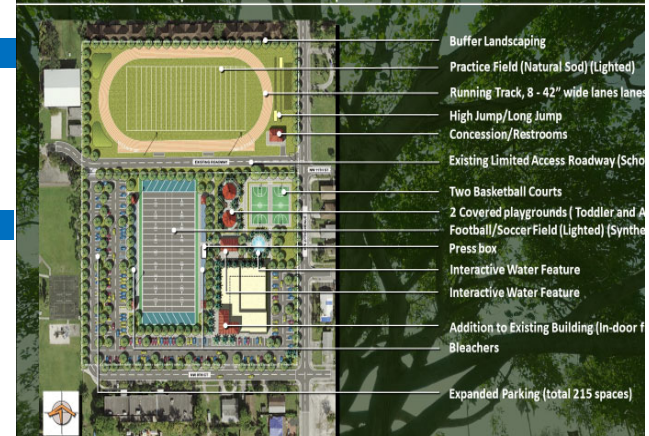 Buffer Landscaping
Practice Field (Natural Sod) (Lighted)
Running Track, 8 - 42" wide lanes lanes
High Jump/Long Jump
Concession/Restrooms
EXISTING ROADWAY
Existing Limited Access Roadway (Scho
Two Basketball Courts
2 Covered playgrounds ( Toddler and A
Football/Soccer Field (Lighted) (Synthe
Press box
Interactive Water Feature
Interactive Water Feature
Addition to Existing Building (In-door f
Bleachers
Expanded Parking (total 215 spaces)